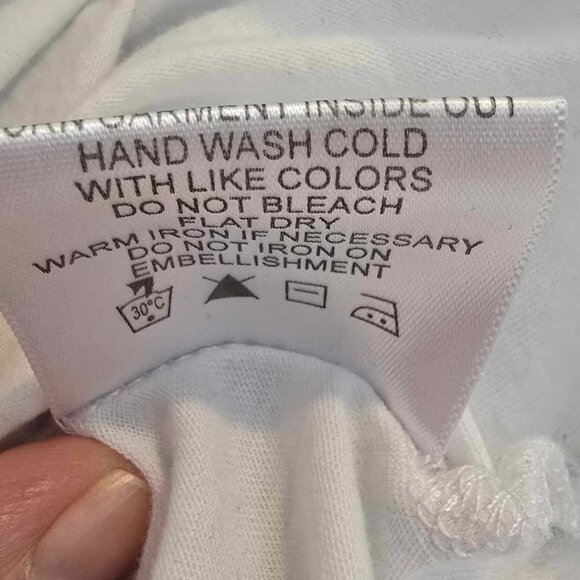 TURN GARMENT INSIDE OUT
HAND WASH COLD
WITH LIKE COLORS
DO NOT BLEACH
FLAT DRY
WARM IRON IF NECESSARY
DO NOT IRON ON
EMBELLISHMENT
30°C